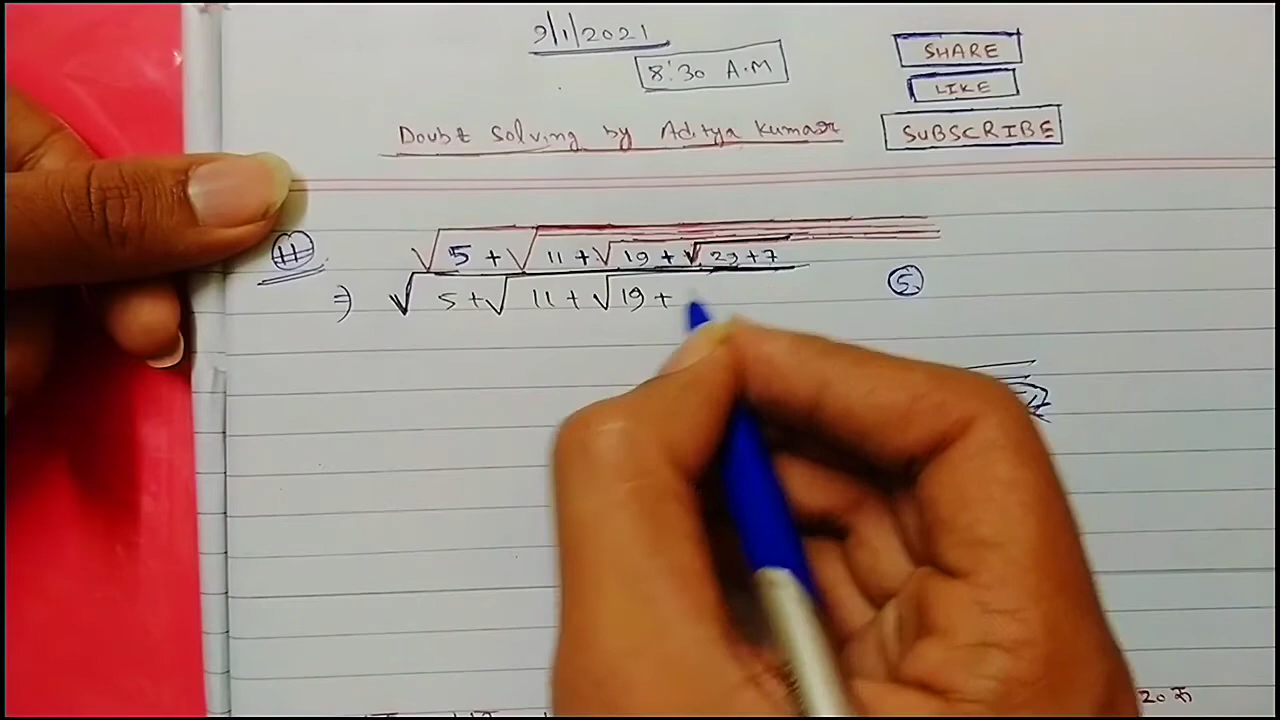 9/1/2021
8:30 A.M
SHARE
LIKE
SUBSCRIBE
Doubt Solving by Aditya Kumar
11 √5 + √11 + √19 + √29 + 7
⇒ √5 + √11 + √19 +
5
20 क